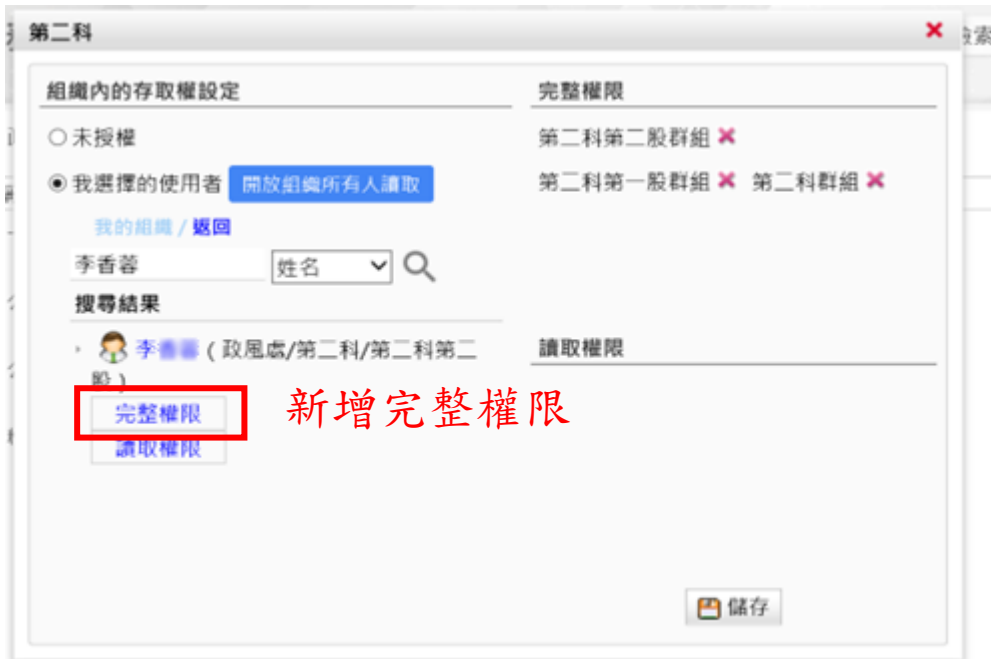 第二科
組織內的存取權設定
未授權
我選擇的使用者 開放組織所有人讀取
我的組織 / 返回
李香蓉 姓名
搜尋結果
李 ( 政風處/第二科/第二科第二
股 )
完整權限
讀取權限
新增完整權限
完整權限
第二科第二股群組
第二科第一股群組 第二科群組
讀取權限
儲存